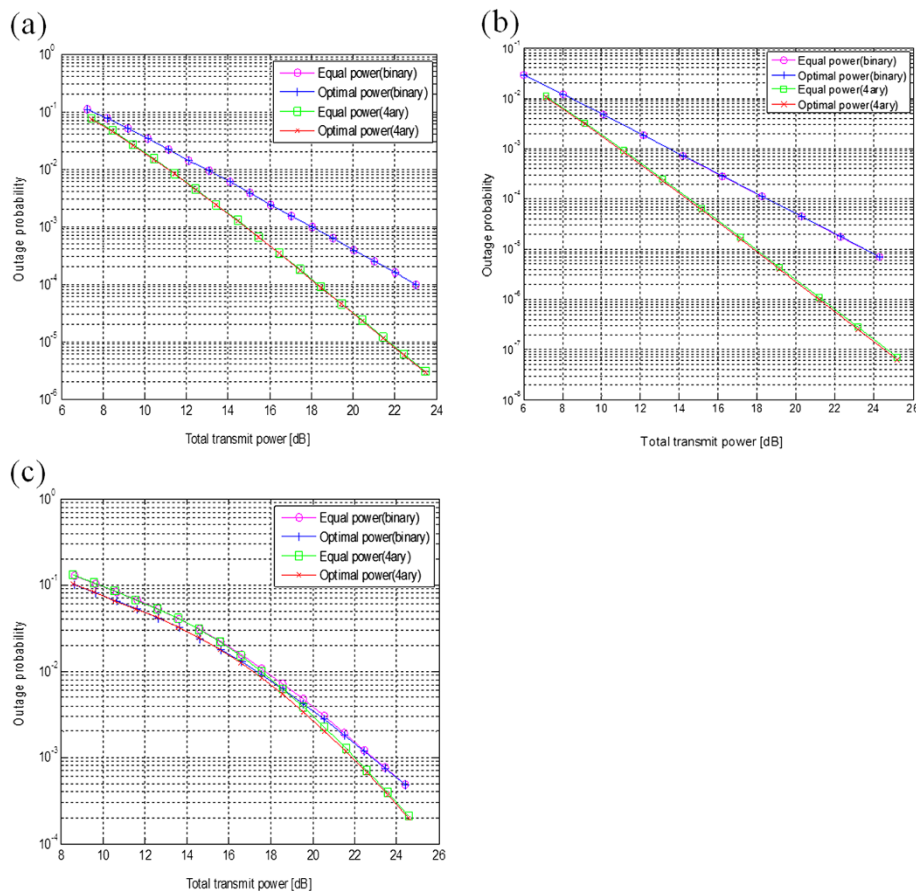 (a)
10^0
10^-1
10^-2
10^-3
10^-4
10^-5
10^-6
Outage probability
6 8 10 12 14 16 18 20 22 24
Total transmit power [dB]
Equal power(binary)
Optimal power(binary)
Equal power(4ary)
Optimal power(4ary)
(b)
10^-1
10^-2
10^-3
10^-4
10^-5
10^-6
10^-7
10^-8
Outage probability
6 8 10 12 14 16 18 20 22 24 26
Total transmit power [dB]
Equal power(binary)
Optimal power(binary)
Equal power(4ary)
Optimal power(4ary)
(c)
10^0
10^-1
10^-2
10^-3
10^-4
Outage probability
8 10 12 14 16 18 20 22 24 26
Total transmit power [dB]
Equal power(binary)
Optimal power(binary)
Equal power(4ary)
Optimal power(4ary)